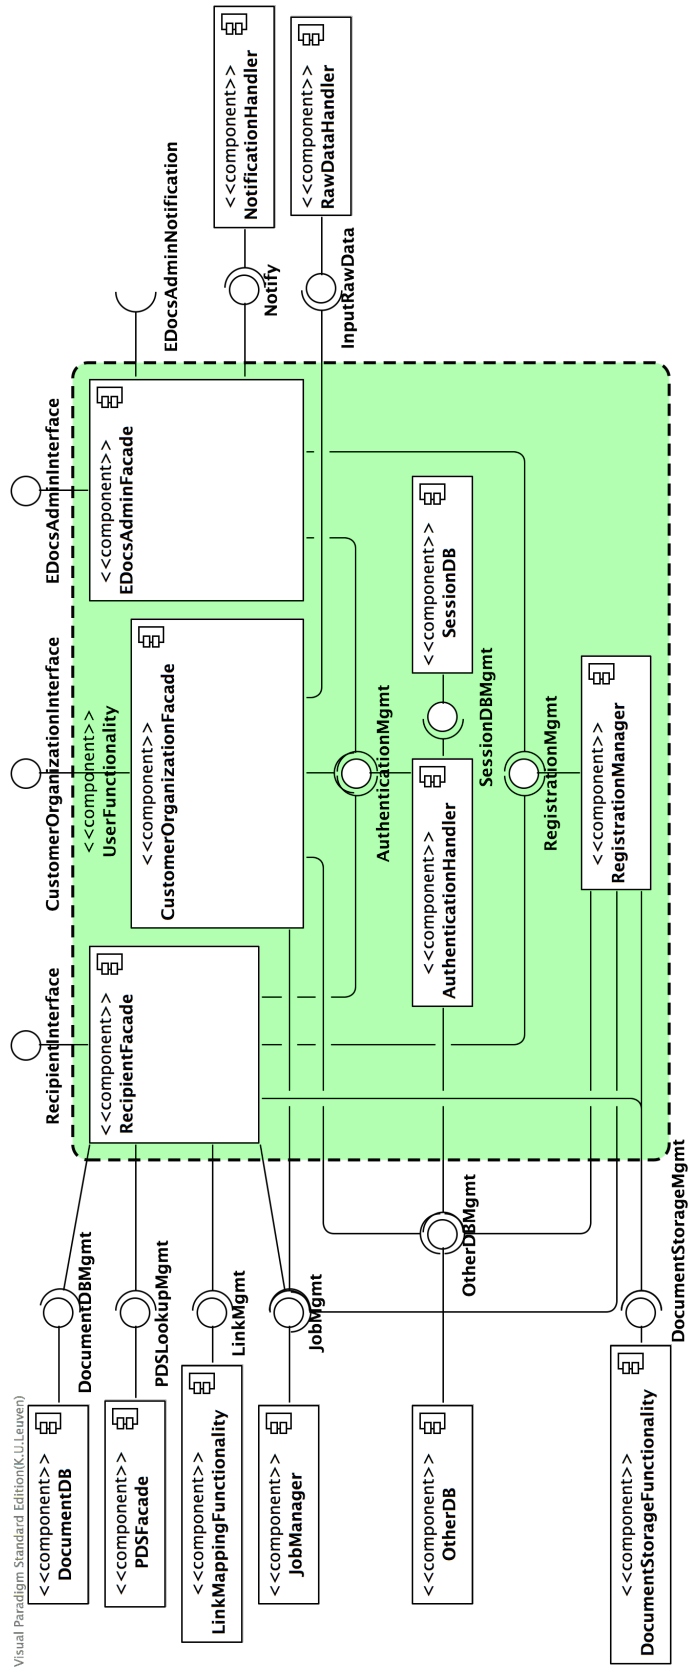 Visual Paradigm Standard Edition(K.U.Leuven)
<<component>>
DocumentDB
DocumentDBMgmt
<<component>>
PDSFacade
PDSLookupMgmt
<<component>>
LinkMappingFunctionality
LinkMgmt
<<component>>
JobManager
JobMgmt
<<component>>
OtherDB
OtherDBMgmt
<<component>>
DocumentStorageFunctionality
DocumentStorageMgmt
RecipientInterface
CustomerOrganizationInterface
EDocsAdminInterface
<<component>>
UserFunctionality
<<component>>
RecipientFacade
<<component>>
CustomerOrganizationFacade
<<component>>
EDocsAdminFacade
AuthenticationMgmt
<<component>>
AuthenticationHandler
SessionDBMgmt
<<component>>
SessionDB
RegistrationMgmt
<<component>>
RegistrationManager
EDocsAdminNotification
Notify
<<component>>
NotificationHandler
InputRawData
<<component>>
RawDataHandler